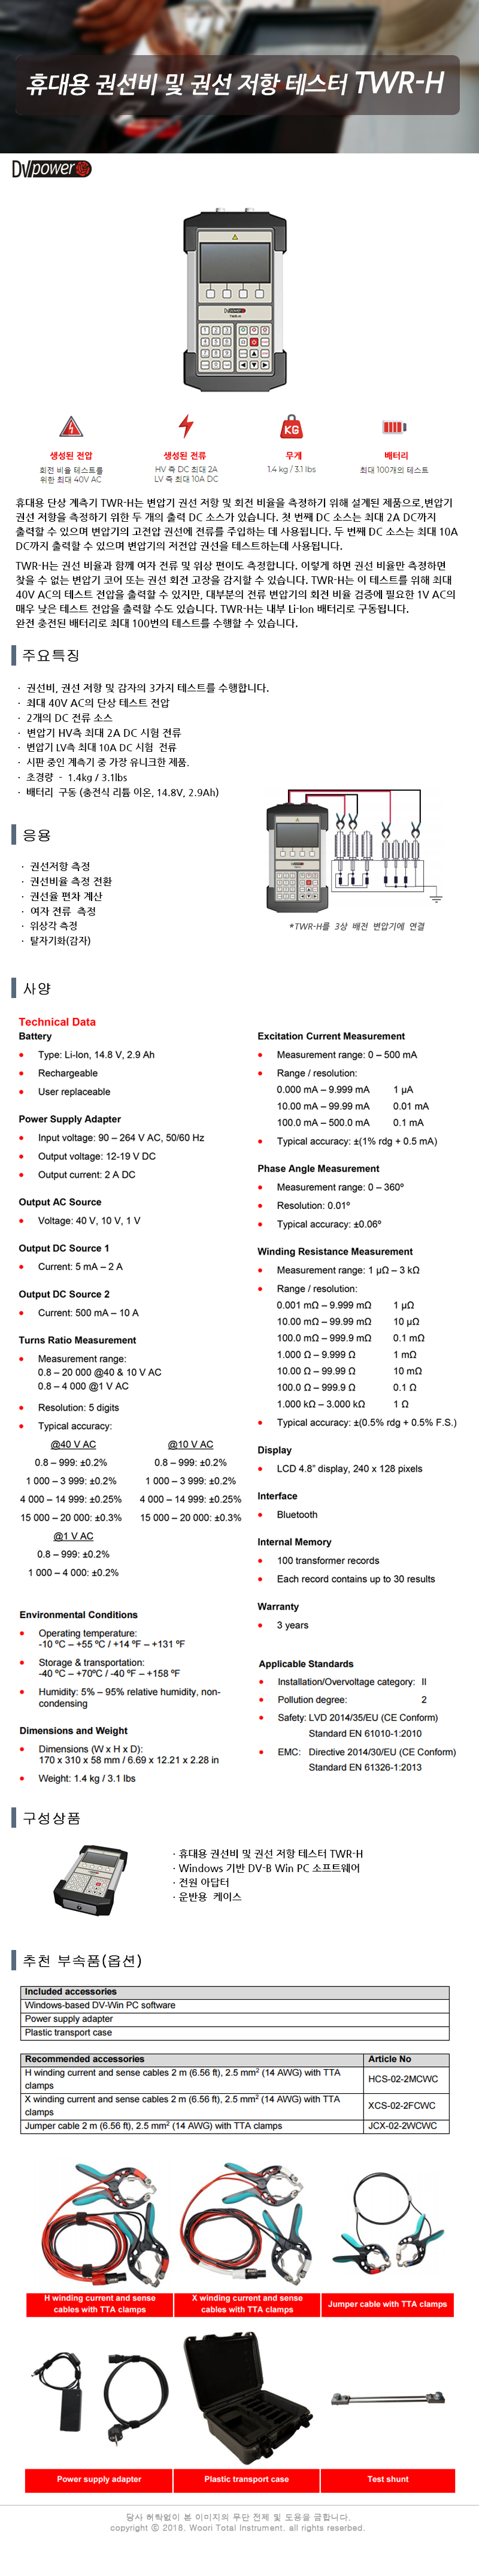 휴대용 권선비 및 권선 저항 테스터 TWR-H
DV power
생성된 전압
회전 비율 테스트를
위한 최대 40V AC
생성된 전류
HV 측 DC 최대 2A
LV 측 최대 10A DC
KG
무게
1.4 kg / 3.1 lbs
배터리
최대 100개의 테스트
휴대용 단상 계측기 TWR-H는 변압기 권선 저항 및 회전 비율을 측정하기 위해 설계된 제품으로,변압기
권선 저항을 측정하기 위한 두 개의 출력 DC 소스가 있습니다. 첫 번째 DC 소스는 최대 2A DC까지
출력할 수 있으며 변압기의 고전압 권선에 전류를 주입하는 데 사용됩니다. 두 번째 DC 소스는 최대 10A
DC까지 출력할 수 있으며 변압기의 저전압 권선을 테스트하는데 사용됩니다.
TWR-H는 권선 비율과 함께 여자 전류 및 위상 편이도 측정합니다. 이렇게 하면 권선 비율만 측정하면
찾을 수 없는 변압기 코어 또는 권선 회전 고장을 감지할 수 있습니다. TWR-H는 이 테스트를 위해 최대
40V AC의 테스트 전압을 출력할 수 있지만, 대부분의 전류 변압기의 회전 비율 검증에 필요한 1V AC의
매우 낮은 테스트 전압을 출력할 수도 있습니다. TWR-H는 내부 Li-Ion 배터리로 구동됩니다.
완전 충전된 배터리로 최대 100번의 테스트를 수행할 수 있습니다.
주요특징
· 권선비, 권선 저항 및 감자의 3가지 테스트를 수행합니다.
· 최대 40V AC의 단상 테스트 전압
· 2개의 DC 전류 소스
· 변압기 HV측 최대 2A DC 시험 전류
· 변압기 LV측 최대 10A DC 시험 전류
· 시판 중인 계측기 중 가장 유니크한 제품.
· 초경량 - 1.4kg / 3.1lbs
· 배터리 구동 (충전식 리튬 이온, 14.8V, 2.9Ah)
응용
· 권선저항 측정
· 권선비율 측정 전환
· 권선율 편차 계산
· 여자 전류 측정
· 위상각 측정
· 탈자기화(감자)
*TWR-H를 3상 배전 변압기에 연결
사양
Technical Data
Battery
• Type: Li-Ion, 14.8 V, 2.9 Ah
• Rechargeable
• User replaceable
Power Supply Adapter
• Input voltage: 90 – 264 V AC, 50/60 Hz
• Output voltage: 12-19 V DC
• Output current: 2 A DC
Output AC Source
• Voltage: 40 V, 10 V, 1 V
Output DC Source 1
• Current: 5 mA – 2 A
Output DC Source 2
• Current: 500 mA – 10 A
Turns Ratio Measurement
• Measurement range:
0.8 – 20 000 @40 & 10 V AC
0.8 – 4 000 @1 V AC
• Resolution: 5 digits
• Typical accuracy:
@40 V AC @10 V AC
0.8 – 999: ±0.2% 0.8 – 999: ±0.2%
1 000 – 3 999: ±0.2% 1 000 – 3 999: ±0.2%
4 000 – 14 999: ±0.25% 4 000 – 14 999: ±0.25%
15 000 – 20 000: ±0.3% 15 000 – 20 000: ±0.3%
@1 V AC
0.8 – 999: ±0.2%
1 000 – 4 000: ±0.2%
Environmental Conditions
• Operating temperature:
-10 ºC – +55 ºC / +14 ºF – +131 ºF
• Storage & transportation:
-40 ºC – +70ºC / -40 ºF – +158 ºF
• Humidity: 5% – 95% relative humidity, non-
condensing
Dimensions and Weight
• Dimensions (W x H x D):
170 x 310 x 58 mm / 6.69 x 12.21 x 2.28 in
• Weight: 1.4 kg / 3.1 lbs
Excitation Current Measurement
• Measurement range: 0 – 500 mA
• Range / resolution:
0.000 mA – 9.999 mA 1 µA
10.00 mA – 99.99 mA 0.01 mA
100.0 mA – 500.0 mA 0.1 mA
• Typical accuracy: ±(1% rdg + 0.5 mA)
Phase Angle Measurement
• Measurement range: 0 – 360º
• Resolution: 0.01º
• Typical accuracy: ±0.06º
Winding Resistance Measurement
• Measurement range: 1 µΩ – 3 kΩ
• Range / resolution:
0.001 mΩ – 9.999 mΩ 1 µΩ
10.00 mΩ – 99.99 mΩ 10 µΩ
100.0 mΩ – 999.9 mΩ 0.1 mΩ
1.000 Ω – 9.999 Ω 1 mΩ
10.00 Ω – 99.99 Ω 10 mΩ
100.0 Ω – 999.9 Ω 0.1 Ω
1.000 kΩ – 3.000 kΩ 1 Ω
• Typical accuracy: ±(0.5% rdg + 0.5% F.S.)
Display
• LCD 4.8” display, 240 x 128 pixels
Interface
• Bluetooth
Internal Memory
• 100 transformer records
• Each record contains up to 30 results
Warranty
• 3 years
Applicable Standards
• Installation/Overvoltage category: II
• Pollution degree: 2
• Safety: LVD 2014/35/EU (CE Conform)
Standard EN 61010-1:2010
• EMC: Directive 2014/30/EU (CE Conform)
Standard EN 61326-1:2013
구성상품
· 휴대용 권선비 및 권선 저항 테스터 TWR-H
· Windows 기반 DV-B Win PC 소프트웨어
· 전원 아답터
· 운반용 케이스
추천 부속품(옵션)
Included accessories
Windows-based DV-Win PC software
Power supply adapter
Plastic transport case
Recommended accessories Article No
H winding current and sense cables 2 m (6.56 ft), 2.5 mm² (14 AWG) with TTA
clamps HCS-02-2MCWC
X winding current and sense cables 2 m (6.56 ft), 2.5 mm² (14 AWG) with TTA
clamps XCS-02-2FCWC
Jumper cable 2 m (6.56 ft), 2.5 mm² (14 AWG) with TTA clamps JCX-02-2WCWC
H winding current and sense
cables with TTA clamps
X winding current and sense
cables with TTA clamps
Jumper cable with TTA clamps
Power supply adapter
Plastic transport case
Test shunt
당사 허락없이 본 이미지의 무단 전제 및 도용을 금합니다.
copyright ⓒ 2018. Woori Total Instrument. all rights reserbed.